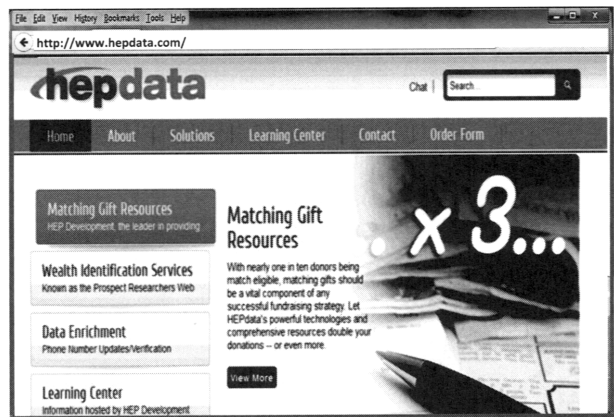 File Edit View History Bookmarks Tools Help
http://www.hepdata.com/
hepdata
Chat | Search...
Home About Solutions Learning Center Contact Order Form
Matching Gift Resources
HEP Development, the leader in providing
Wealth Identification Services
Known as the Prospect Researchers Web
Data Enrichment
Phone Number Updates/Verification
Learning Center
Information hosted by HEP Development
Matching Gift
Resources
With nearly one in ten donors being
match eligible, matching gifts should
be a vital component of any
successful fundraising strategy. Let
HEPdata's powerful technologies and
comprehensive resources double your
donations – or even more.
View More
. x 3...